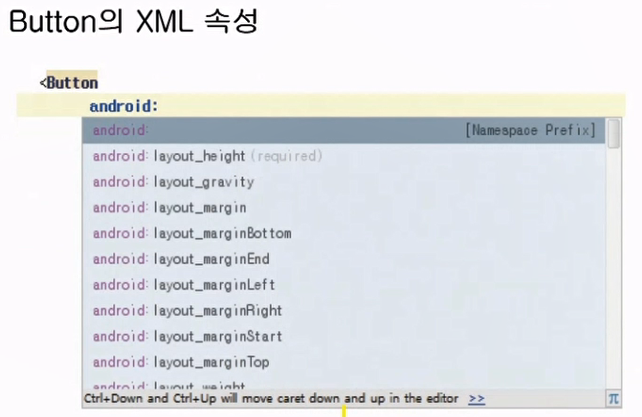 Button의 XML 속성
<Button
android:
android: [Namespace Prefix]
android:layout_height (required)
android:layout_gravity
android:layout_margin
android:layout_marginBottom
android:layout_marginEnd
android:layout_marginLeft
android:layout_marginRight
android:layout_marginStart
android:layout_marginTop
android:layout_weight
Ctrl+Down and Ctrl+Up will move caret down and up in the editor >> π